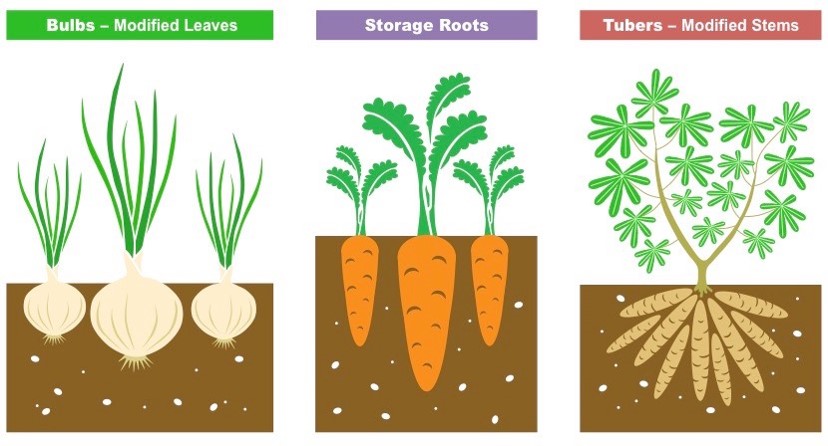 Bulbs – Modified Leaves
Storage Roots
Tubers – Modified Stems